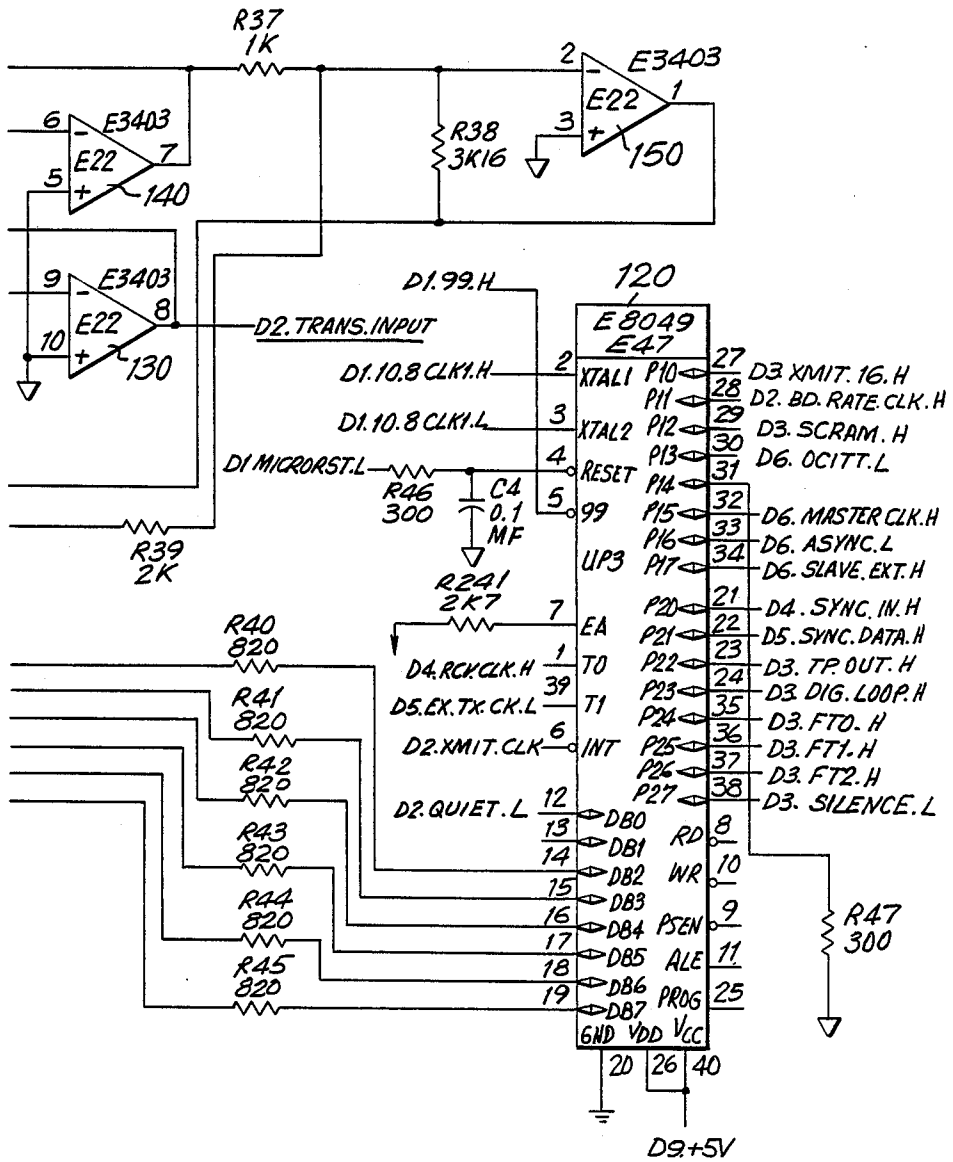 R37
1K
2
E3403
1
E22
3
150
R38
3K16
6
E3403
7
E22
5
140
9
E3403
8
E22
10
130
D2.TRANS.INPUT
D1.99.H
120
E8049
E47
D1.10.8 CLK1.H
2
XTAL1
P10
27
D3.XMIT.16.H
P11
28
D2.BD.RATE.CLK.H
D1.10.8 CLK1.L
3
XTAL2
P12
29
D3.SCRAM.H
P13
30
D6.OCITT.L
D1 MICRORST.L
4
RESET
P14
31
R46
300
C4
0.1
MF
5
99
P15
32
D6.MASTER CLK.H
P16
33
D6.ASYNC.L
UP3
P17
34
D6.SLAVE.EXT.H
R39
2K
R241
2K7
7
EA
P20
21
D4.SYNC.IN.H
P21
22
D5.SYNC.DATA.H
R40
820
D4.RCV.CLK.H
1
T0
P22
23
D3.TP.OUT.H
P23
24
D3.DIG.LOOP.H
R41
820
D5.EX.TX.CK.L
39
T1
P24
35
D3.FT0.H
D2.XMIT.CLK
6
INT
P25
36
D3.FT1.H
P26
37
D3.FT2.H
R42
820
P27
38
D3.SILENCE.L
D2.QUIET.L
12
DB0
13
DB1
RD
8
R43
820
14
DB2
WR
10
15
DB3
R44
820
16
DB4
PSEN
9
R47
300
17
DB5
ALE
11
R45
820
18
DB6
19
DB7
PROG
25
GND VDD VCC
20
26
40
D9.+5V